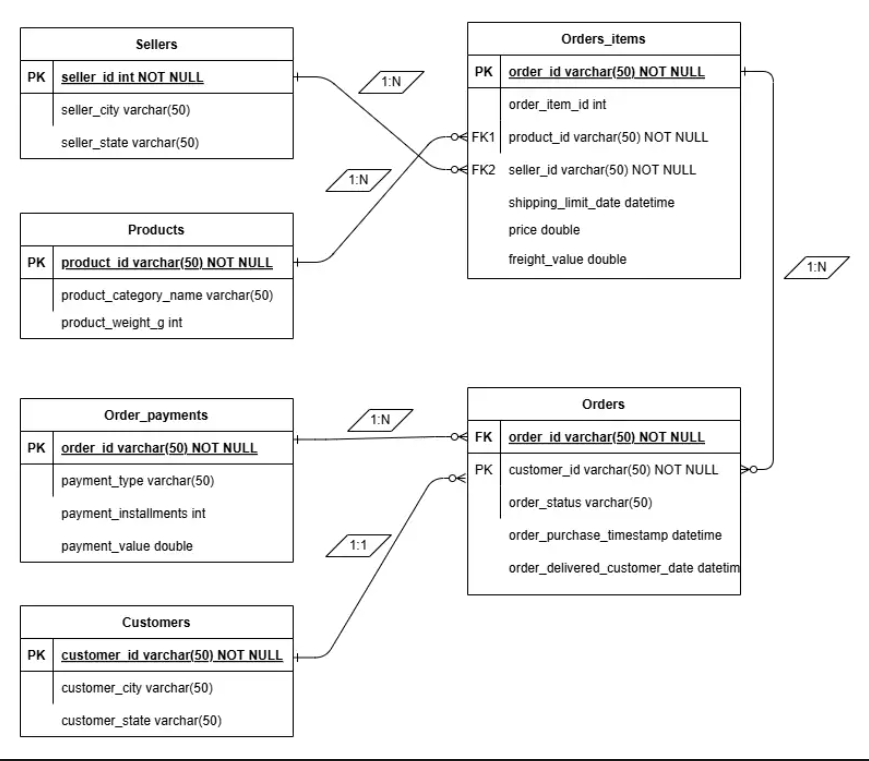 Sellers
PK seller_id int NOT NULL
seller_city varchar(50)
seller_state varchar(50)
1:N
Orders_items
PK order_id varchar(50) NOT NULL
order_item_id int
FK1 product_id varchar(50) NOT NULL
FK2 seller_id varchar(50) NOT NULL
shipping_limit_date datetime
price double
freight_value double
1:N
Products
PK product_id varchar(50) NOT NULL
product_category_name varchar(50)
product_weight_g int
1:N
Order_payments
PK order_id varchar(50) NOT NULL
payment_type varchar(50)
payment_installments int
payment_value double
1:N
Orders
FK order_id varchar(50) NOT NULL
PK customer_id varchar(50) NOT NULL
order_status varchar(50)
order_purchase_timestamp datetime
order_delivered_customer_date datetim
1:1
Customers
PK customer_id varchar(50) NOT NULL
customer_city varchar(50)
customer_state varchar(50)